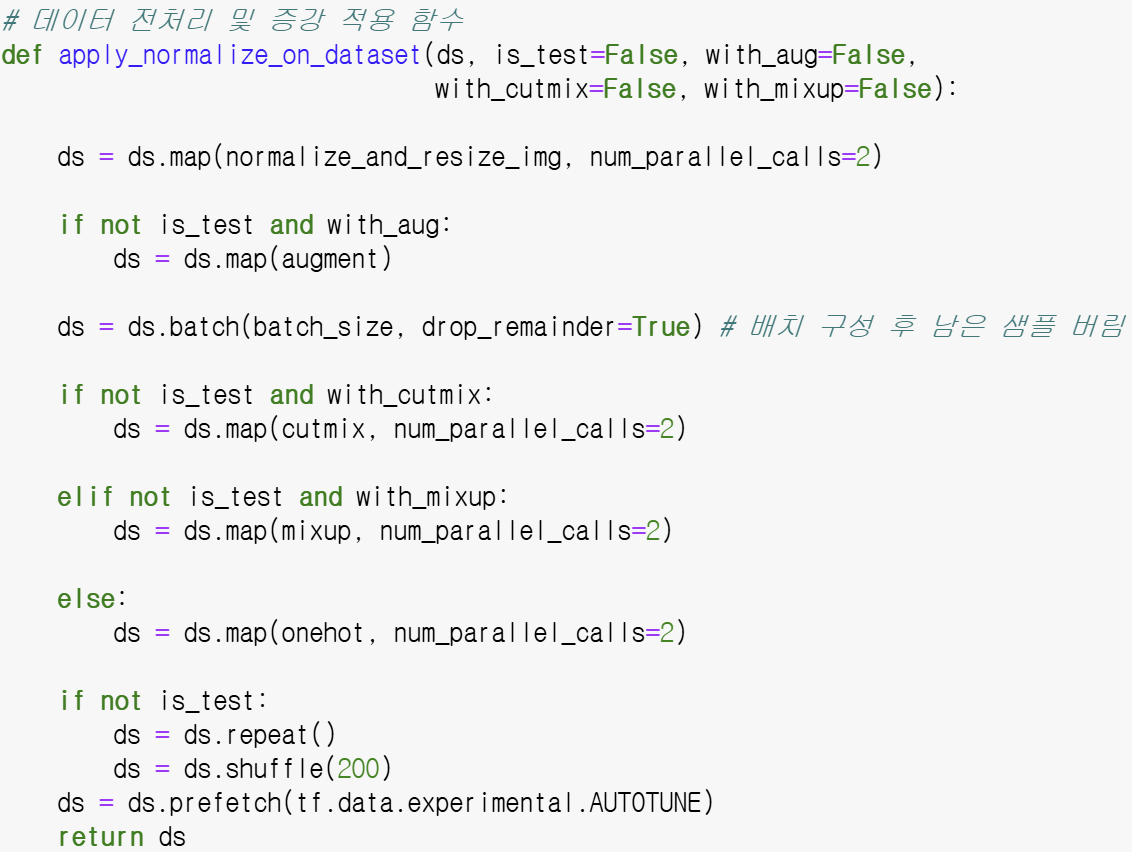 # 데이터 전처리 및 증강 적용 함수
def apply_normalize_on_dataset(ds, is_test=False, with_aug=False,
                               with_cutmix=False, with_mixup=False):

    ds = ds.map(normalize_and_resize_img, num_parallel_calls=2)

    if not is_test and with_aug:
        ds = ds.map(augment)

    ds = ds.batch(batch_size, drop_remainder=True) # 배치 구성 후 남은 샘플 버림

    if not is_test and with_cutmix:
        ds = ds.map(cutmix, num_parallel_calls=2)

    elif not is_test and with_mixup:
        ds = ds.map(mixup, num_parallel_calls=2)

    else:
        ds = ds.map(onehot, num_parallel_calls=2)

    if not is_test:
        ds = ds.repeat()
        ds = ds.shuffle(200)
    ds = ds.prefetch(tf.data.experimental.AUTOTUNE)
    return ds